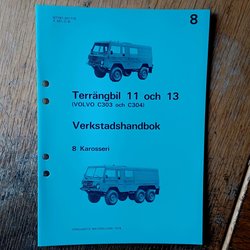 8
Terrängbil 11 och 13
(VOLVO C303 och C304)
Verkstadshandbok
8 Karosseri